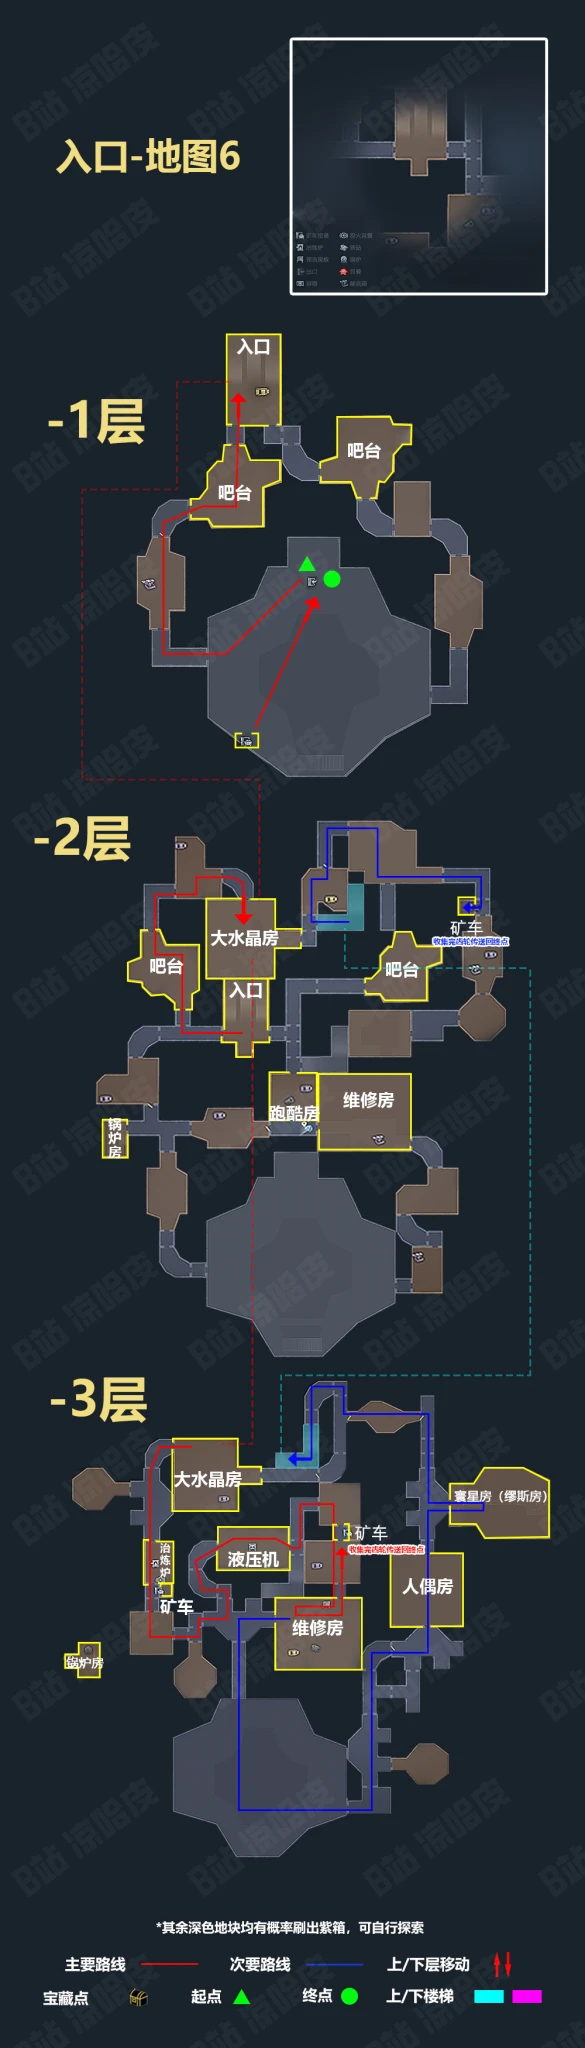 入口-地图6
-1层
入口
吧台
吧台
-2层
矿车
收集完齿轮传送回终点
大水晶房
吧台
吧台
入口
跑酷房
维修房
锅炉房
-3层
大水晶房
寰星房（缪斯房）
矿车
收集完齿轮传送回终点
冶炼炉
液压机
人偶房
矿车
维修房
锅炉房
*其余深色地块均有概率刷出紫箱，可自行探索
主要路线
次要路线
上/下层移动
宝藏点
起点
终点
上/下楼梯